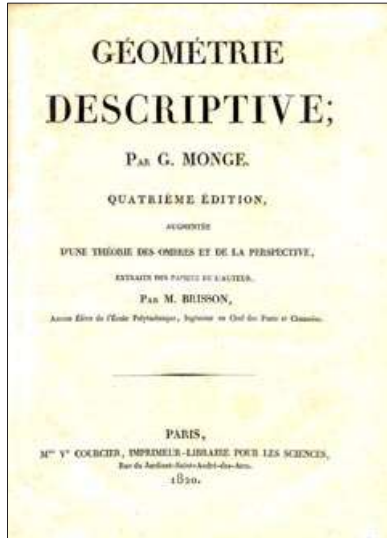 GÉOMÉTRIE
DESCRIPTIVE;
PAR G. MONGE.
QUATRIÈME ÉDITION,
AUGMENTÉE
D'UNE THÉORIE DES OMBRES ET DE LA PERSPECTIVE,
EXTRAITE DES PAPIERS DE L'AUTEUR,
PAR M. BRISSON,
Ancien Élève de l'École Polytechnique, Ingénieur en Chef des Ponts et Chaussées.
PARIS,
Mme Ve COURCIER, IMPRIMEUR-LIBRAIRE POUR LES SCIENCES,
Rue du Jardinet-Saint-André-des-Arcs.
1820.